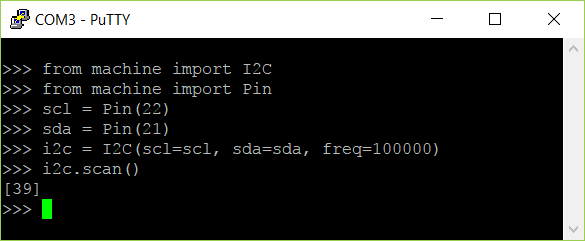 COM3 - PuTTY
>>> from machine import I2C
>>> from machine import Pin
>>> scl = Pin(22)
>>> sda = Pin(21)
>>> i2c = I2C(scl=scl, sda=sda, freq=100000)
>>> i2c.scan()
[39]
>>>